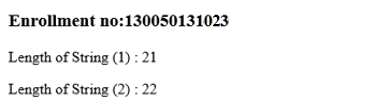 Enrollment no:130050131023
Length of String (1) : 21
Length of String (2) : 22